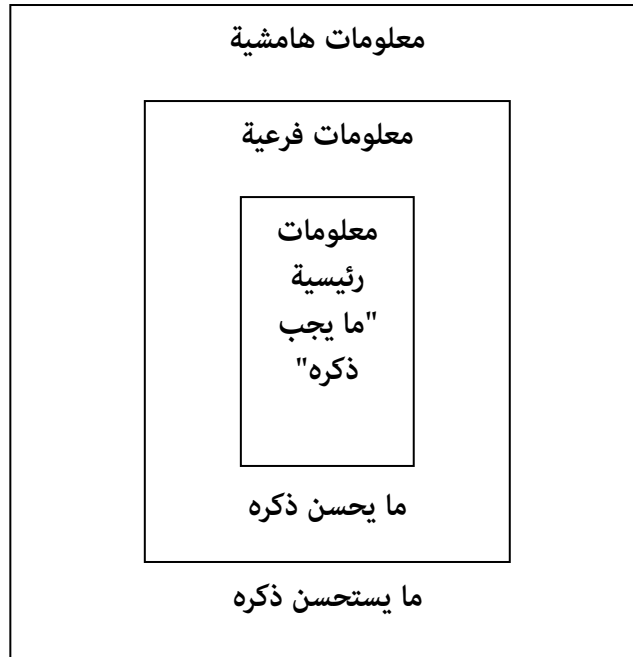 معلومات هامشية
معلومات فرعية
معلومات
رئيسية
"ما يجب
ذكره"
ما يحسن ذكره
ما يستحسن ذكره